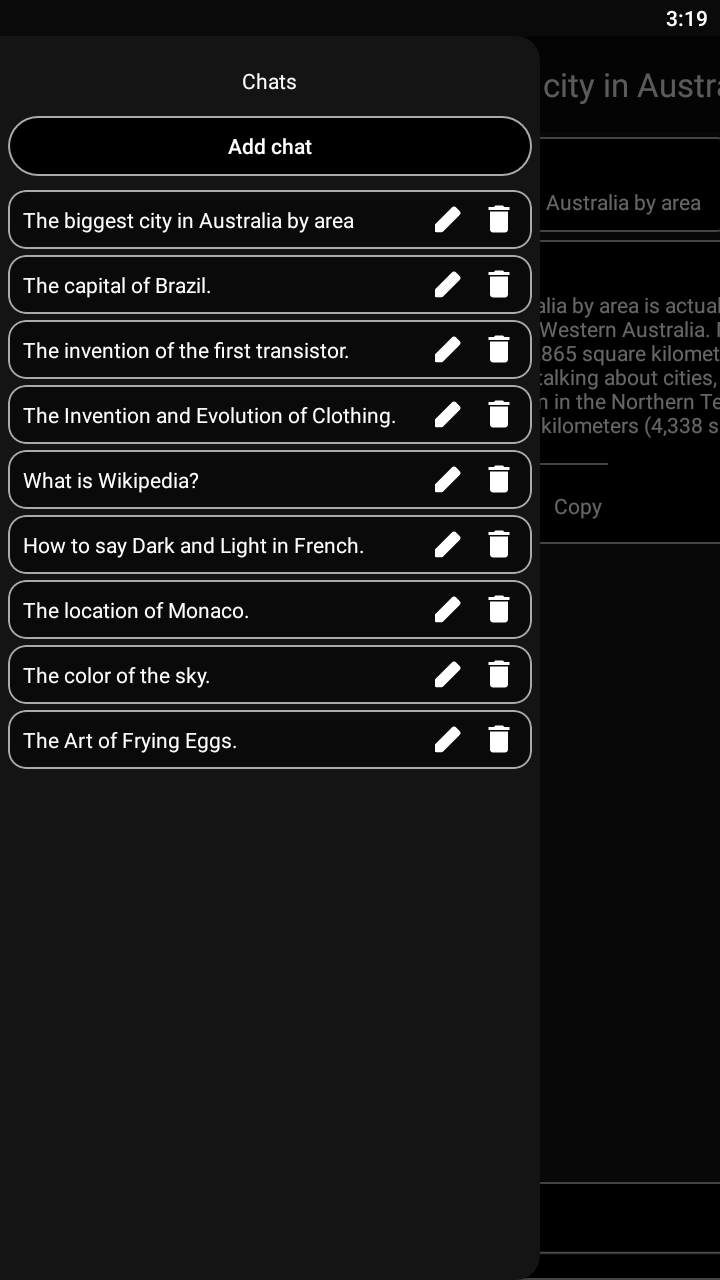 3:19
Chats
Add chat
The biggest city in Australia by area
The capital of Brazil.
The invention of the first transistor.
The Invention and Evolution of Clothing.
What is Wikipedia?
How to say Dark and Light in French.
The location of Monaco.
The color of the sky.
The Art of Frying Eggs.
city in Austra
Australia by area
alia by area is actual
Western Australia.
865 square kilomet
talking about cities,
n in the Northern Te
kilometers (4,338 s
Copy